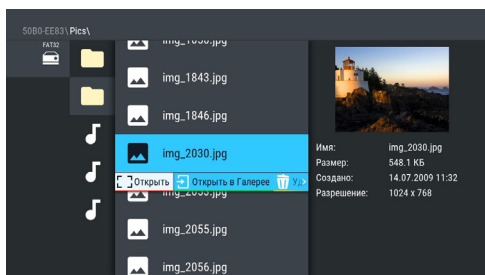 50B0-EE83\Pics\
FAT32
img_1843.jpg
img_1846.jpg
img_2030.jpg
Открыть
Открыть в Галерее
img_2055.jpg
img_2056.jpg
Имя: img_2030.jpg
Размер: 548.1 КБ
Создано: 14.07.2009 11:32
Разрешение: 1024 x 768